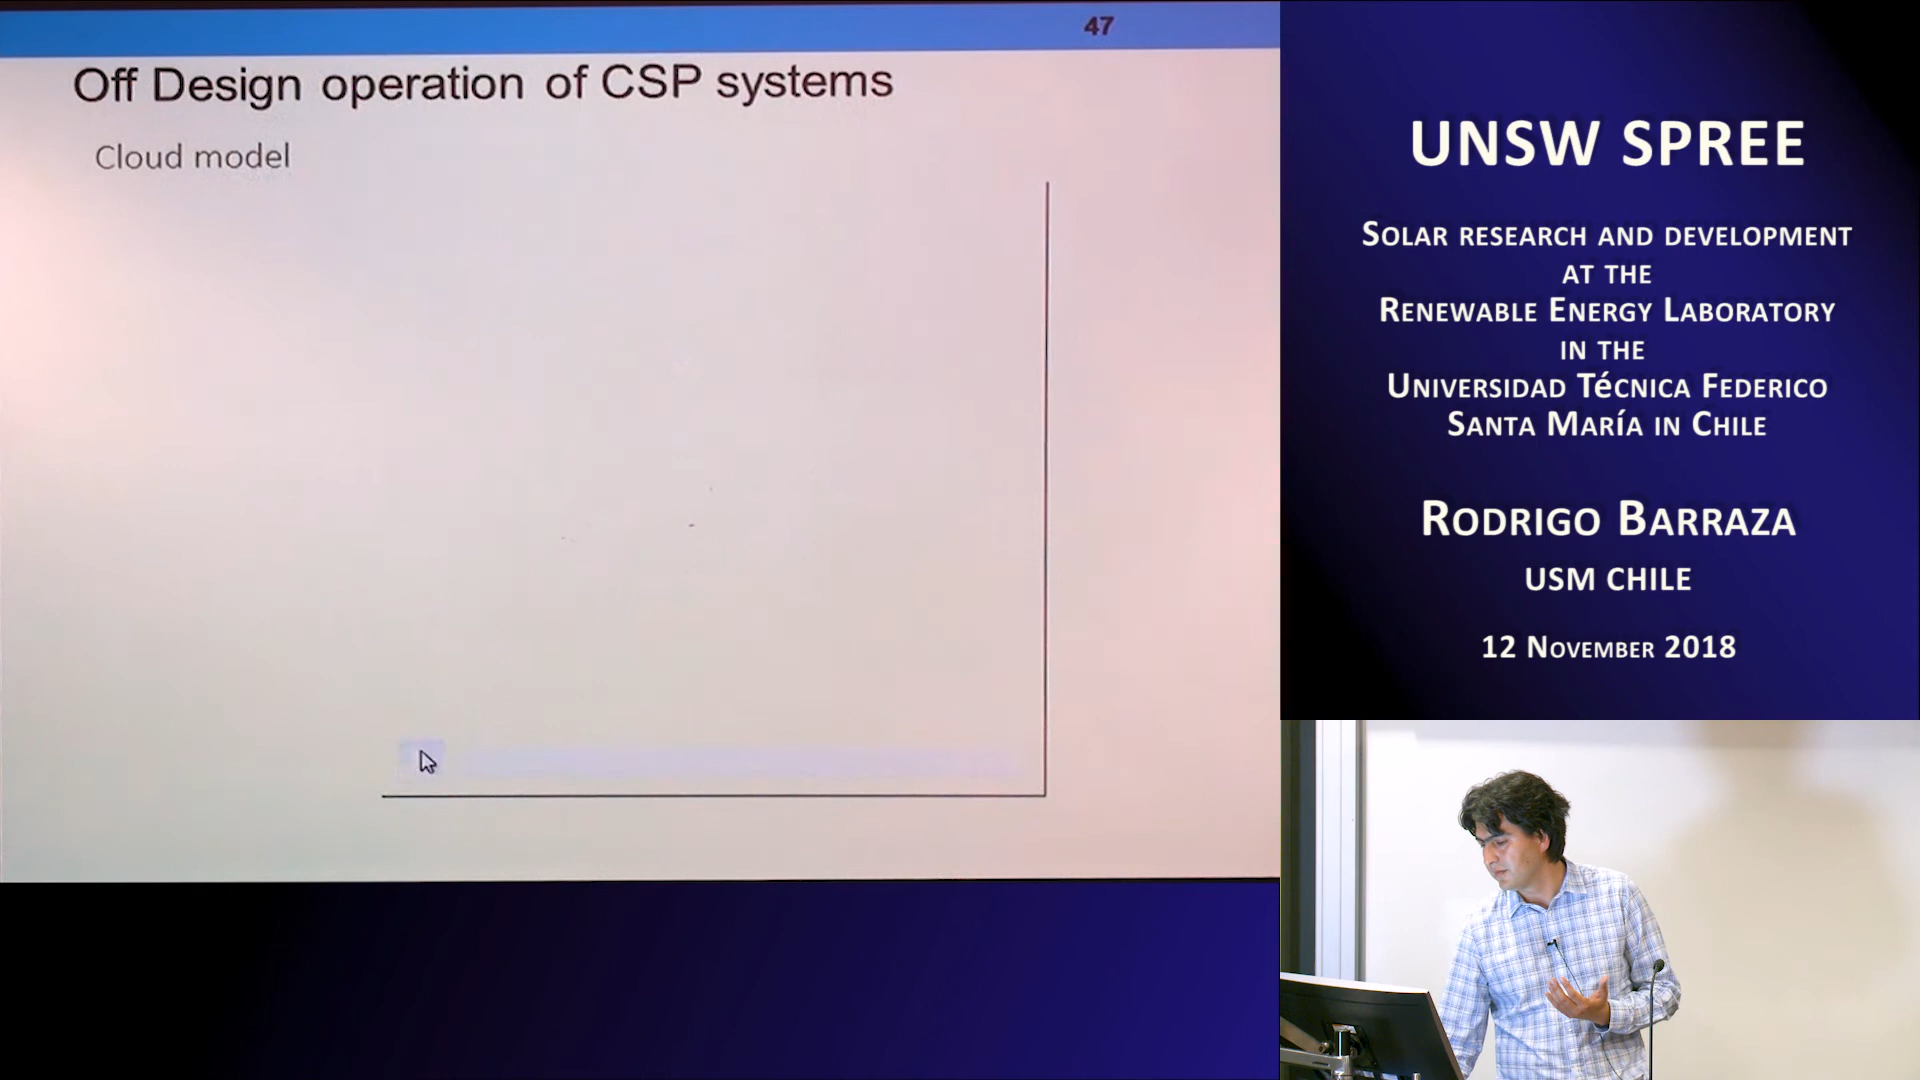 47
Off Design operation of CSP systems
Cloud model
UNSW SPREE
SOLAR RESEARCH AND DEVELOPMENT
AT THE
RENEWABLE ENERGY LABORATORY
IN THE
UNIVERSIDAD TéCNICA FEDERICO
SANTA MARíA IN CHILE
RODRIGO BARRAZA
USM CHILE
12 NOVEMBER 2018